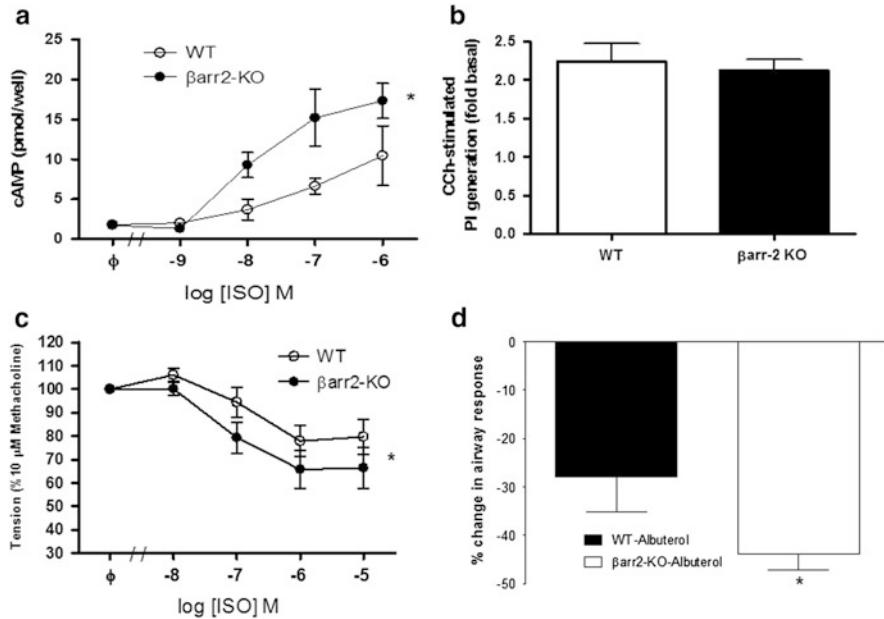 a
WT
βarr2-KO
cAMP (pmol/well)
25
20
15
10
5
0
*
ϕ
-9
-8
-7
-6
log [ISO] M
b
CCh-stimulated
PI generation (fold basal)
2.5
2.0
1.5
1.0
0.5
0.0
WT
βarr-2 KO
c
WT
βarr2-KO
Tension (% 10 µM Methacholine)
120
110
100
90
80
70
60
50
40
30
*
ϕ
-8
-7
-6
-5
log [ISO] M
d
% change in airway response
0
-10
-20
-30
-40
-50
WT-Albuterol
βarr2-KO-Albuterol
*